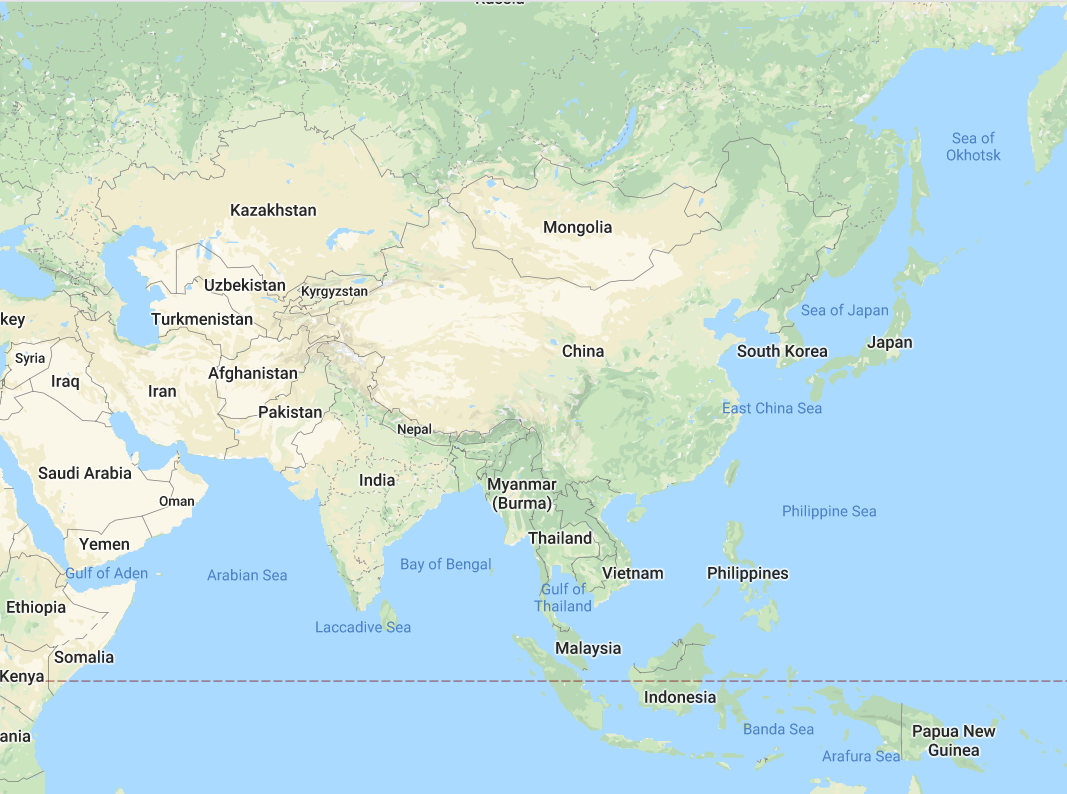 Russia
Sea of
Okhotsk
Kazakhstan
Mongolia
Uzbekistan
Kyrgyzstan
Sea of Japan
key
Turkmenistan
Japan
Syria
China
South Korea
Iraq
Iran
Afghanistan
Pakistan
East China Sea
Nepal
Saudi Arabia
India
Myanmar
(Burma)
Oman
Philippine Sea
Yemen
Thailand
Gulf of Aden
Arabian Sea
Bay of Bengal
Vietnam
Philippines
Gulf of
Thailand
Ethiopia
Laccadive Sea
Malaysia
Somalia
Kenya
Indonesia
Banda Sea
Papua New
Guinea
ania
Arafura Sea